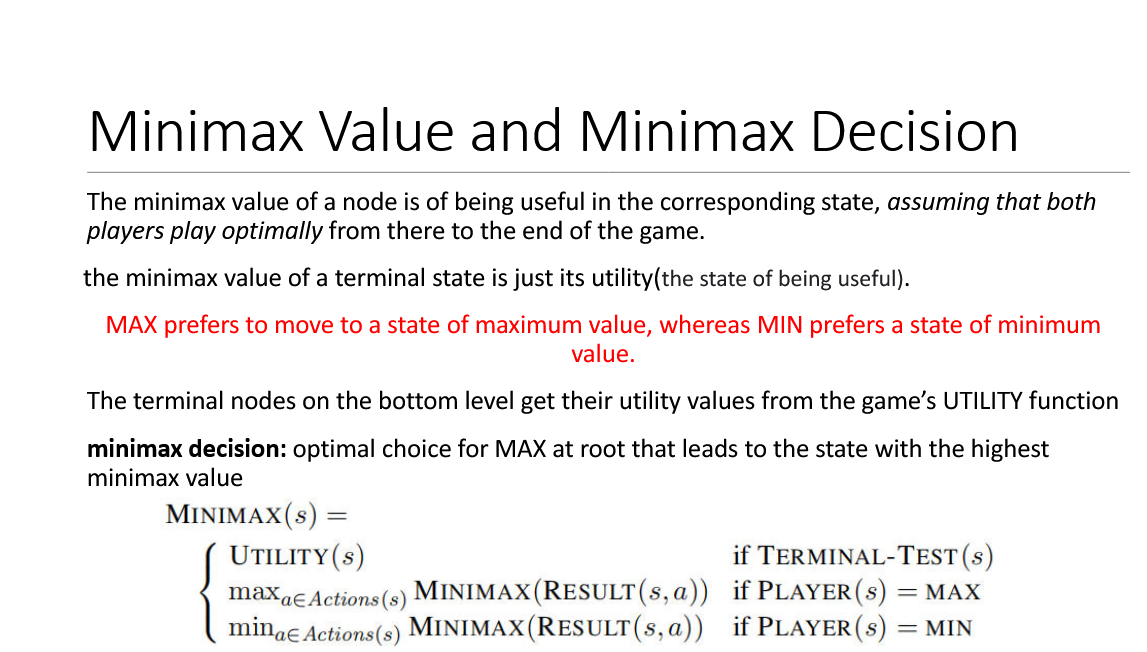 Minimax Value and Minimax Decision
The minimax value of a node is of being useful in the corresponding state, assuming that both
players play optimally from there to the end of the game.
the minimax value of a terminal state is just its utility(the state of being useful).
MAX prefers to move to a state of maximum value, whereas MIN prefers a state of minimum
value.
The terminal nodes on the bottom level get their utility values from the game’s UTILITY function
minimax decision: optimal choice for MAX at root that leads to the state with the highest
minimax value
MINIMAX(s) =
{ UTILITY(s) if TERMINAL-TEST(s)
max_{a∈Actions(s)} MINIMAX(RESULT(s, a)) if PLAYER(s) = MAX
min_{a∈Actions(s)} MINIMAX(RESULT(s, a)) if PLAYER(s) = MIN